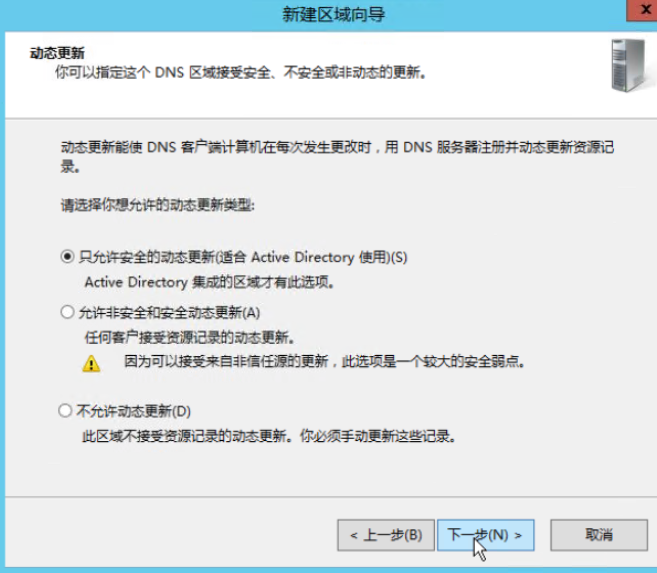 新建区域向导
x
动态更新
你可以指定这个 DNS 区域接受安全、不安全或非动态的更新。
动态更新能使 DNS 客户端计算机在每次发生更改时，用 DNS 服务器注册并动态更新资源记
录。
请选择你想允许的动态更新类型:
只允许安全的动态更新(适合 Active Directory 使用)(S)
Active Directory 集成的区域才有此选项。
允许非安全和安全动态更新(A)
任何客户接受资源记录的动态更新。
因为可以接受来自非信任源的更新，此选项是一个较大的安全弱点。
不允许动态更新(D)
此区域不接受资源记录的动态更新。你必须手动更新这些记录。
< 上一步(B) 下一步(N) > 取消